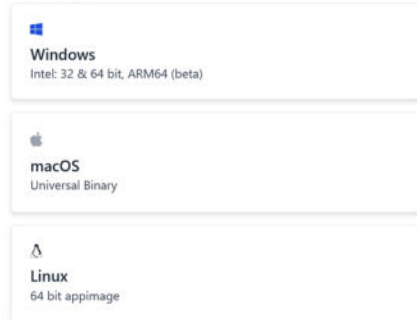 Windows
Intel: 32 & 64 bit, ARM64 (beta)
macOS
Universal Binary
Linux
64 bit appimage